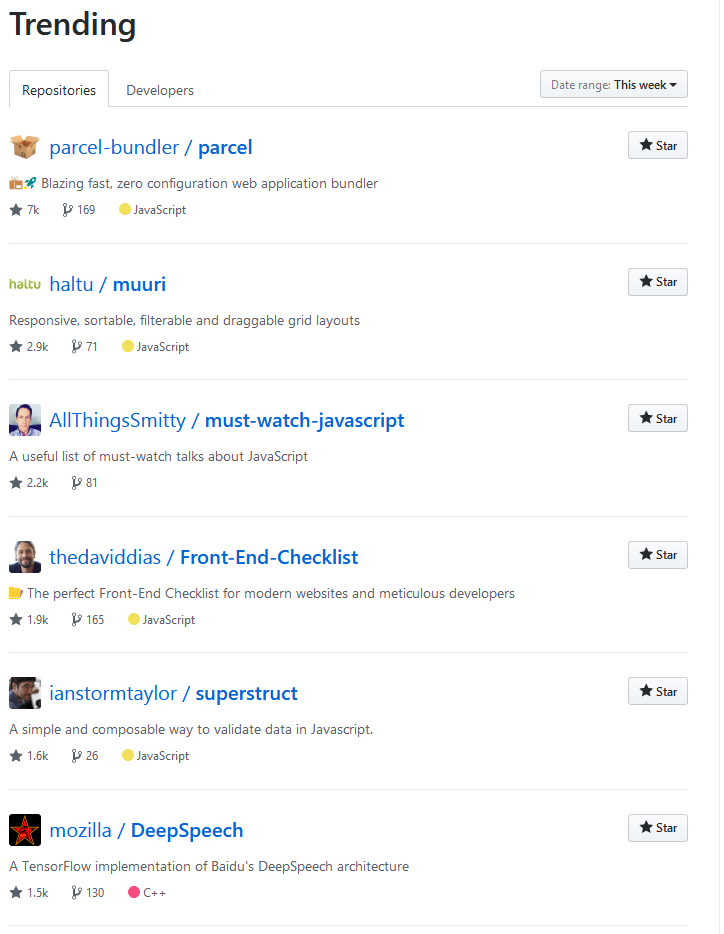 Trending
Repositories Developers Date range: This week
parcel-bundler / parcel Star
Blazing fast, zero configuration web application bundler
7k 169 JavaScript
haltu haltu / muuri Star
Responsive, sortable, filterable and draggable grid layouts
2.9k 71 JavaScript
AllThingsSmitty / must-watch-javascript Star
A useful list of must-watch talks about JavaScript
2.2k 81
thedaviddias / Front-End-Checklist Star
The perfect Front-End Checklist for modern websites and meticulous developers
1.9k 165 JavaScript
ianstormtaylor / superstruct Star
A simple and composable way to validate data in Javascript.
1.6k 26 JavaScript
mozilla / DeepSpeech Star
A TensorFlow implementation of Baidu's DeepSpeech architecture
1.5k 130 C++